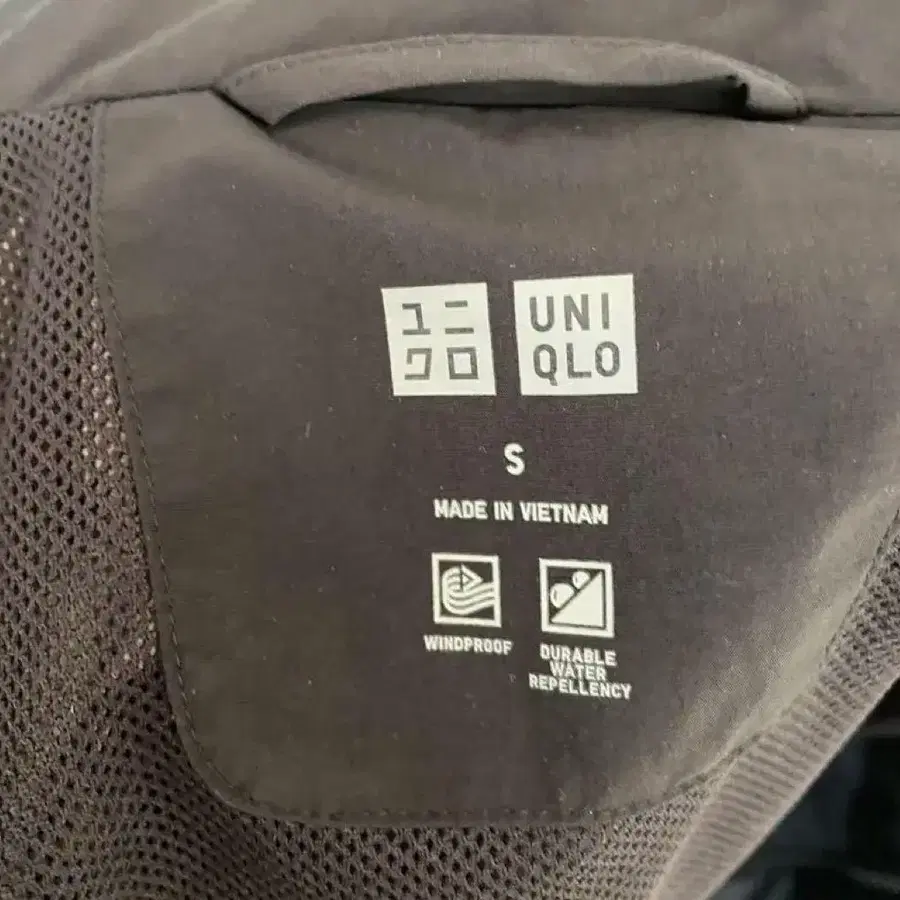 ユニ
クロ
UNI
QLO
S
MADE IN VIETNAM
WINDPROOF
DURABLE
WATER
REPELLENCY